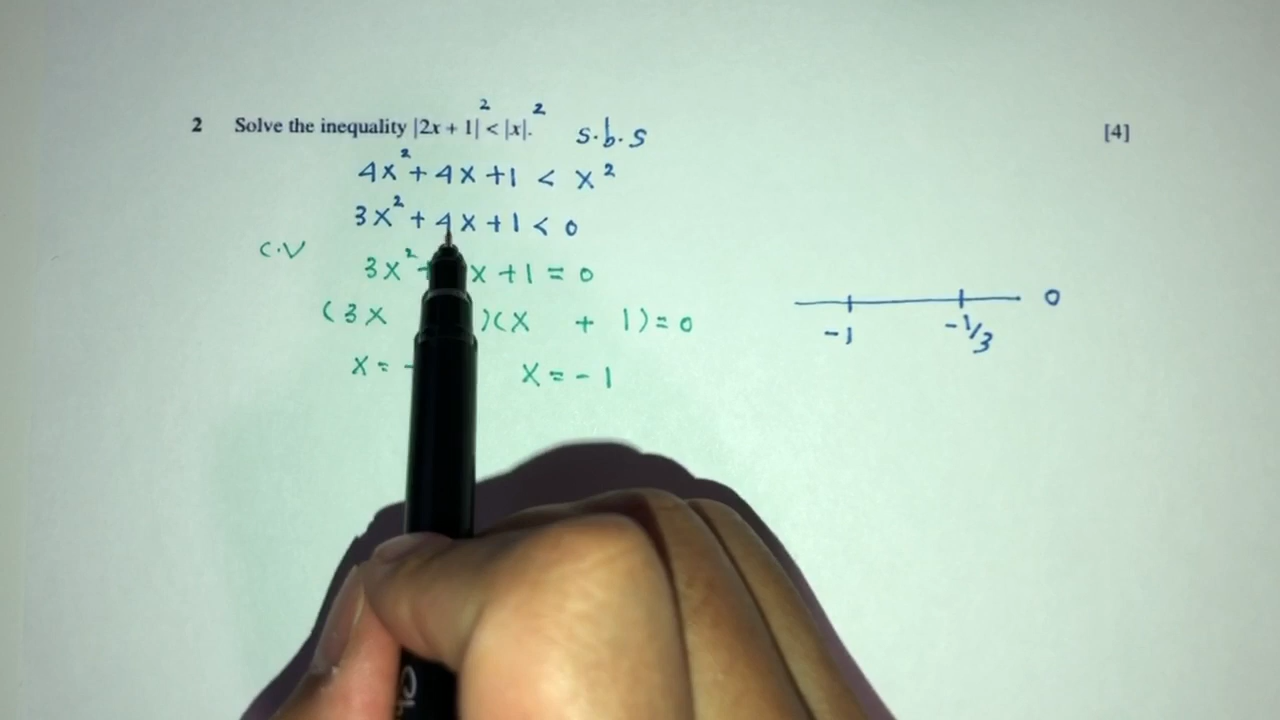 2 Solve the inequality |2x + 1|² < |x|.² s.b.s [4]
4x² + 4x + 1 < x²
3x² + 4x + 1 < 0
C.V
3x² + x + 1 = 0
(3x )(x + 1) = 0
x = - x = - 1
-1 -1/3 0